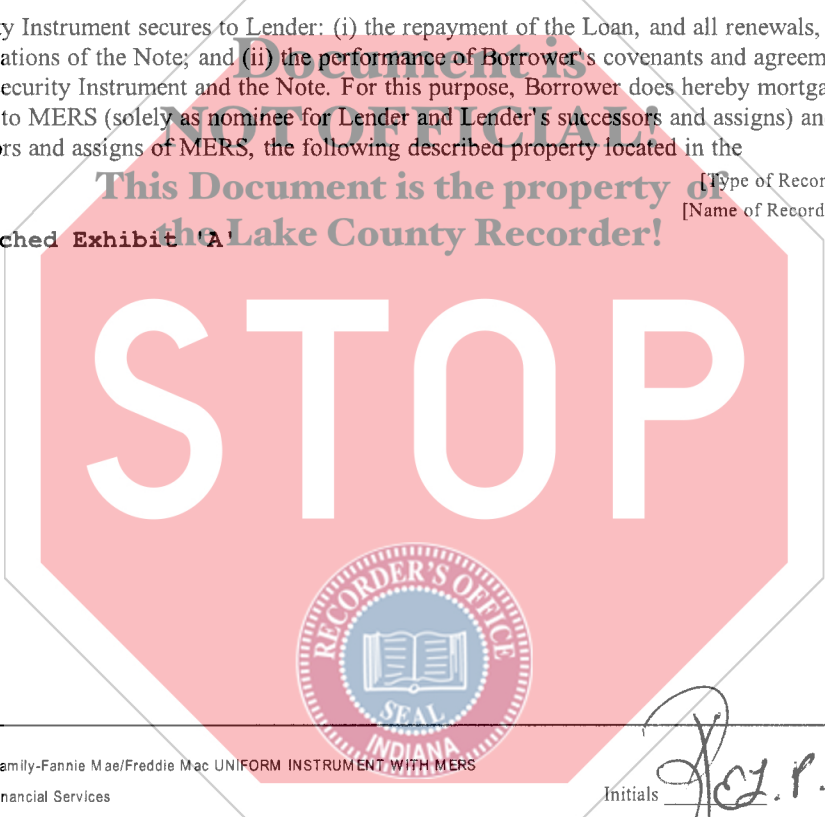 y Instrument secures to Lender: (i) the repayment of the Loan, and all renewals,
ations of the Note; and (ii) the performance of Borrower's covenants and agreem
ecurity Instrument and the Note. For this purpose, Borrower does hereby mortga
to MERS (solely as nominee for Lender and Lender's successors and assigns) an
rs and assigns of MERS, the following described property located in the
[Type of Recor
[Name of Record
ched Exhibit 'A'
Document is
NOT OFFICIAL!
This Document is the property of
the Lake County Recorder!
STOP
RECORDER'S OFFICE
SEAL
INDIANA
amily-Fannie Mae/Freddie Mac UNIFORM INSTRUMENT WITH MERS
nancial Services
Initials